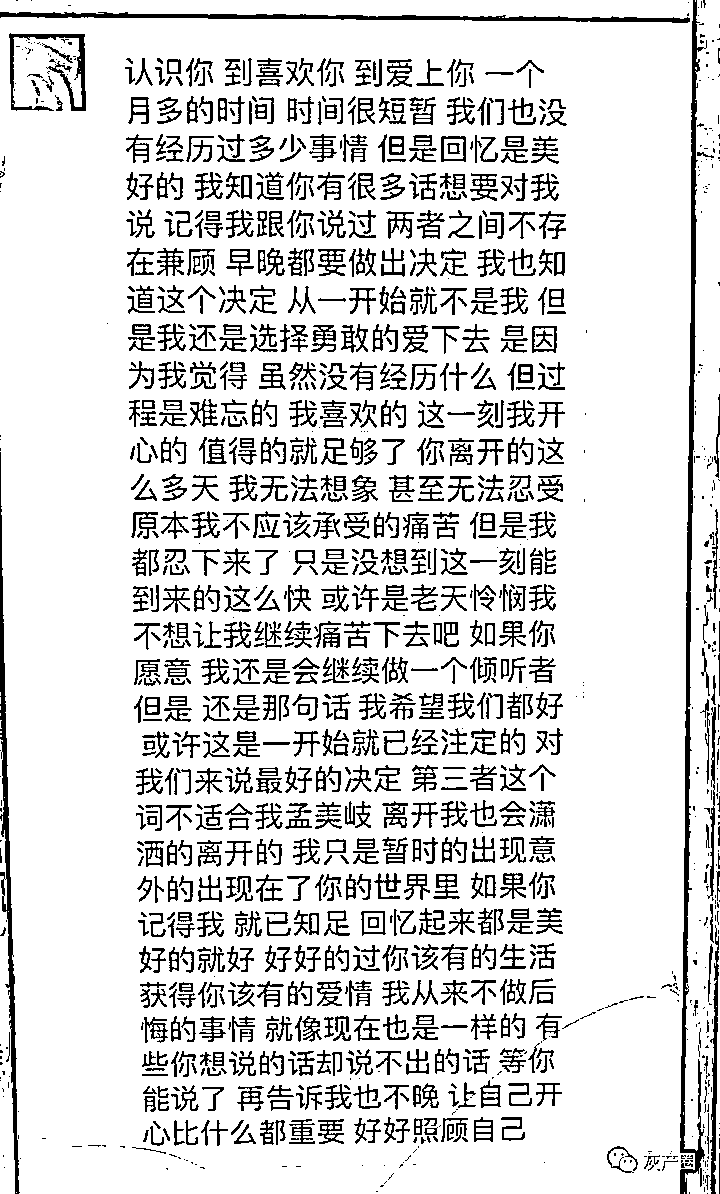 认识你 到喜欢你 到爱上你 一个
月多的时间 时间很短暂 我们也没
有经历过多少事情 但是回忆是美
好的 我知道你有很多话想要对我
说 记得我跟你说过 两者之间不存
在兼顾 早晚都要做出决定 我也知
道这个决定 从一开始就不是我 但
是我还是选择勇敢的爱下去 是因
为我觉得 虽然没有经历什么 但过
程是难忘的 我喜欢的 这一刻我开
心的 值得的就足够了 你离开的这
么多天 我无法想象 甚至无法忍受
原本我不应该承受的痛苦 但是我
都忍下来了 只是没想到这一刻能
到来的这么快 或许是老天怜悯我
不想让我继续痛苦下去吧 如果你
愿意 我还是会继续做一个倾听者
但是 还是那句话 我希望我们都好
或许这是一开始就已经注定的 对
我们来说最好的决定 第三者这个
词不适合我孟美岐 离开我也会潇
洒的离开的 我只是暂时的出现意
外的出现在了你的世界里 如果你
记得我 就已知足 回忆起来都是美
好的就好 好好的过你该有的生活
获得你该有的爱情 我从来不做后
悔的事情 就像现在也是一样的 有
些你想说的话却说不出的话 等你
能说了 再告诉我也不晚 让自己开
心比什么都重要 好好照顾自己
灰产圈